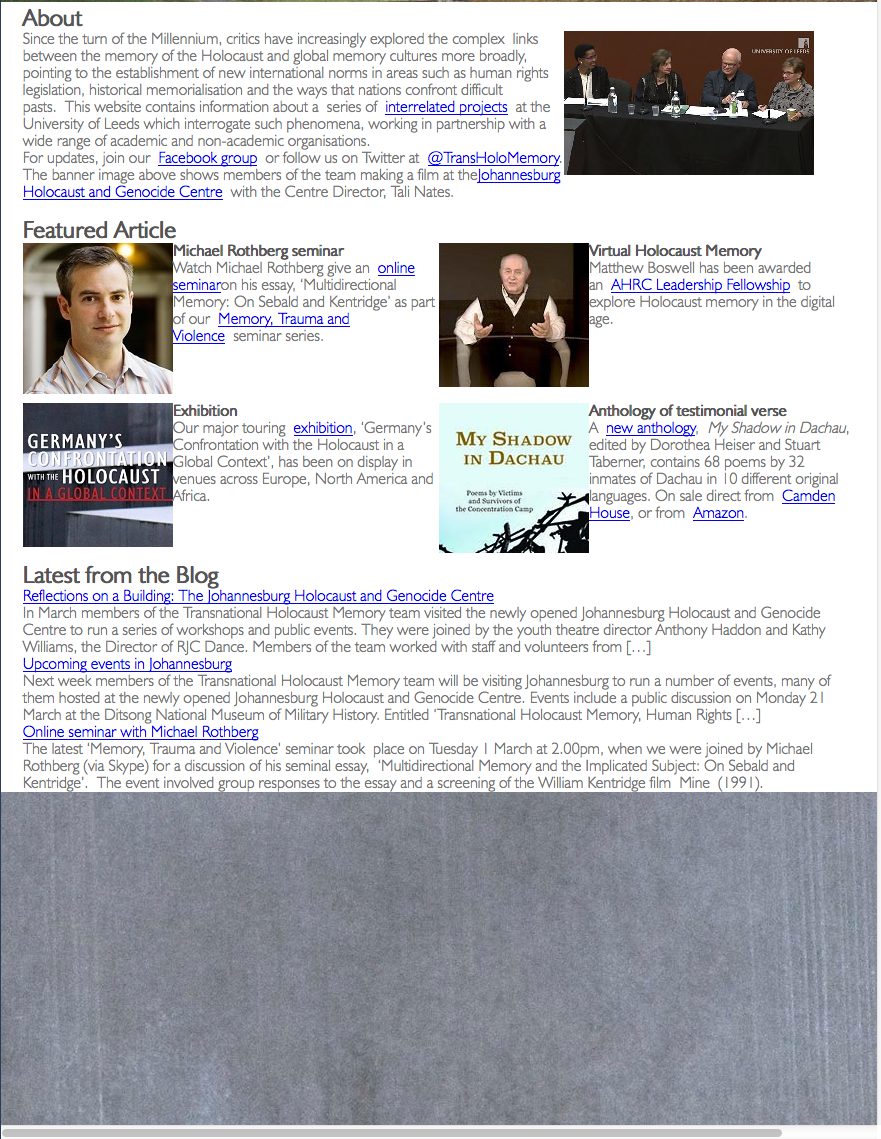 About
Since the turn of the Millennium, critics have increasingly explored the complex links
between the memory of the Holocaust and global memory cultures more broadly,
pointing to the establishment of new international norms in areas such as human rights
legislation, historical memorialisation and the ways that nations confront difficult
pasts. This website contains information about a series of interrelated projects at the
University of Leeds which interrogate such phenomena, working in partnership with a
wide range of academic and non-academic organisations.
For updates, join our Facebook group or follow us on Twitter at @TransHoloMemory.
The banner image above shows members of the team making a film at theJohannesburg
Holocaust and Genocide Centre with the Centre Director, Tali Nates.
UNIVERSITY OF LEEDS
Featured Article
Michael Rothberg seminar
Watch Michael Rothberg give an online
seminaron his essay, ‘Multidirectional
Memory: On Sebald and Kentridge’ as part
of our Memory, Trauma and
Violence seminar series.
Virtual Holocaust Memory
Matthew Boswell has been awarded
an AHRC Leadership Fellowship to
explore Holocaust memory in the digital
age.
GERMANY'S
CONFRONTATION
WITH THE HOLOCAUST
IN A GLOBAL CONTEXT
Exhibition
Our major touring exhibition, ‘Germany’s
Confrontation with the Holocaust in a
Global Context’, has been on display in
venues across Europe, North America and
Africa.
MY SHADOW
IN DACHAU
Poems by Victims
and Survivors of
the Concentration Camp
Anthology of testimonial verse
A new anthology, My Shadow in Dachau,
edited by Dorothea Heiser and Stuart
Taberner, contains 68 poems by 32
inmates of Dachau in 10 different original
languages. On sale direct from Camden
House, or from Amazon.
Latest from the Blog
Reflections on a Building: The Johannesburg Holocaust and Genocide Centre
In March members of the Transnational Holocaust Memory team visited the newly opened Johannesburg Holocaust and Genocide
Centre to run a series of workshops and public events. They were joined by the youth theatre director Anthony Haddon and Kathy
Williams, the Director of RJC Dance. Members of the team worked with staff and volunteers from […]
Upcoming events in Johannesburg
Next week members of the Transnational Holocaust Memory team will be visiting Johannesburg to run a number of events, many of
them hosted at the newly opened Johannesburg Holocaust and Genocide Centre. Events include a public discussion on Monday 21
March at the Ditsong National Museum of Military History. Entitled ‘Transnational Holocaust Memory, Human Rights […]
Online seminar with Michael Rothberg
The latest ‘Memory, Trauma and Violence’ seminar took place on Tuesday 1 March at 2.00pm, when we were joined by Michael
Rothberg (via Skype) for a discussion of his seminal essay, ‘Multidirectional Memory and the Implicated Subject: On Sebald and
Kentridge’. The event involved group responses to the essay and a screening of the William Kentridge film Mine (1991).